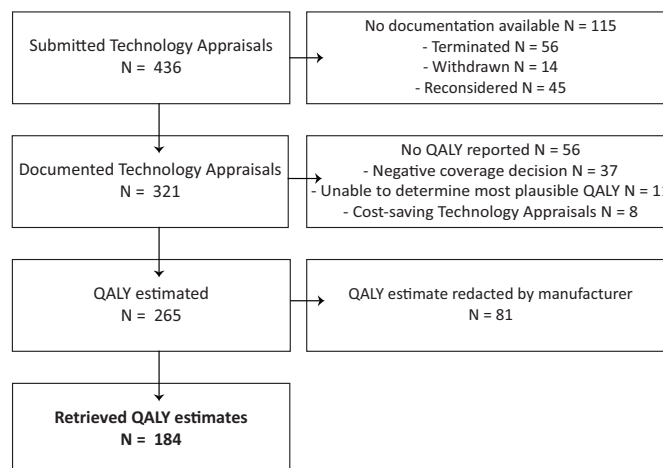 Submitted Technology Appraisals
N = 436
No documentation available N = 115
- Terminated N = 56
- Withdrawn N = 14
- Reconsidered N = 45
Documented Technology Appraisals
N = 321
No QALY reported N = 56
- Negative coverage decision N = 37
- Unable to determine most plausible QALY N = 11
- Cost-saving Technology Appraisals N = 8
QALY estimated
N = 265
QALY estimate redacted by manufacturer
N = 81
Retrieved QALY estimates
N = 184